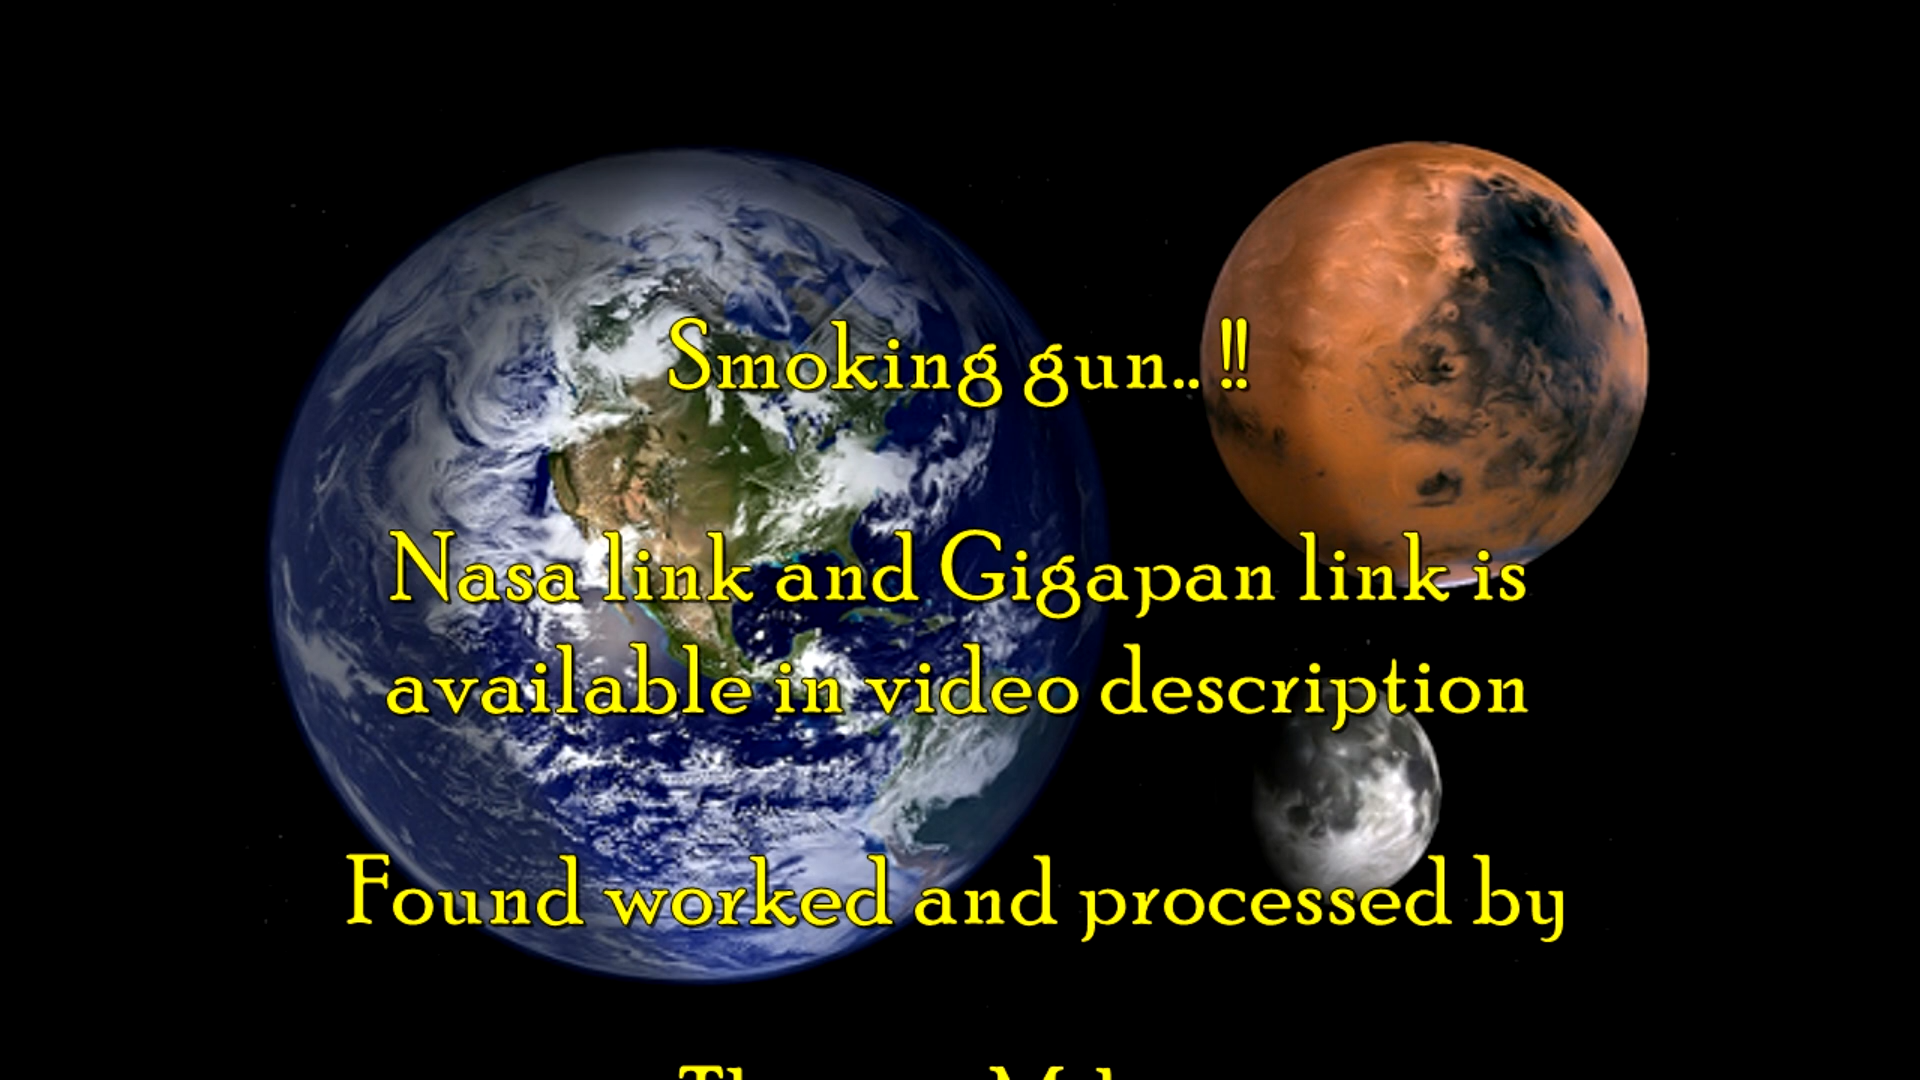 Smoking gun.. !!
Nasa link and Gigapan link is
available in video description
Found worked and processed by